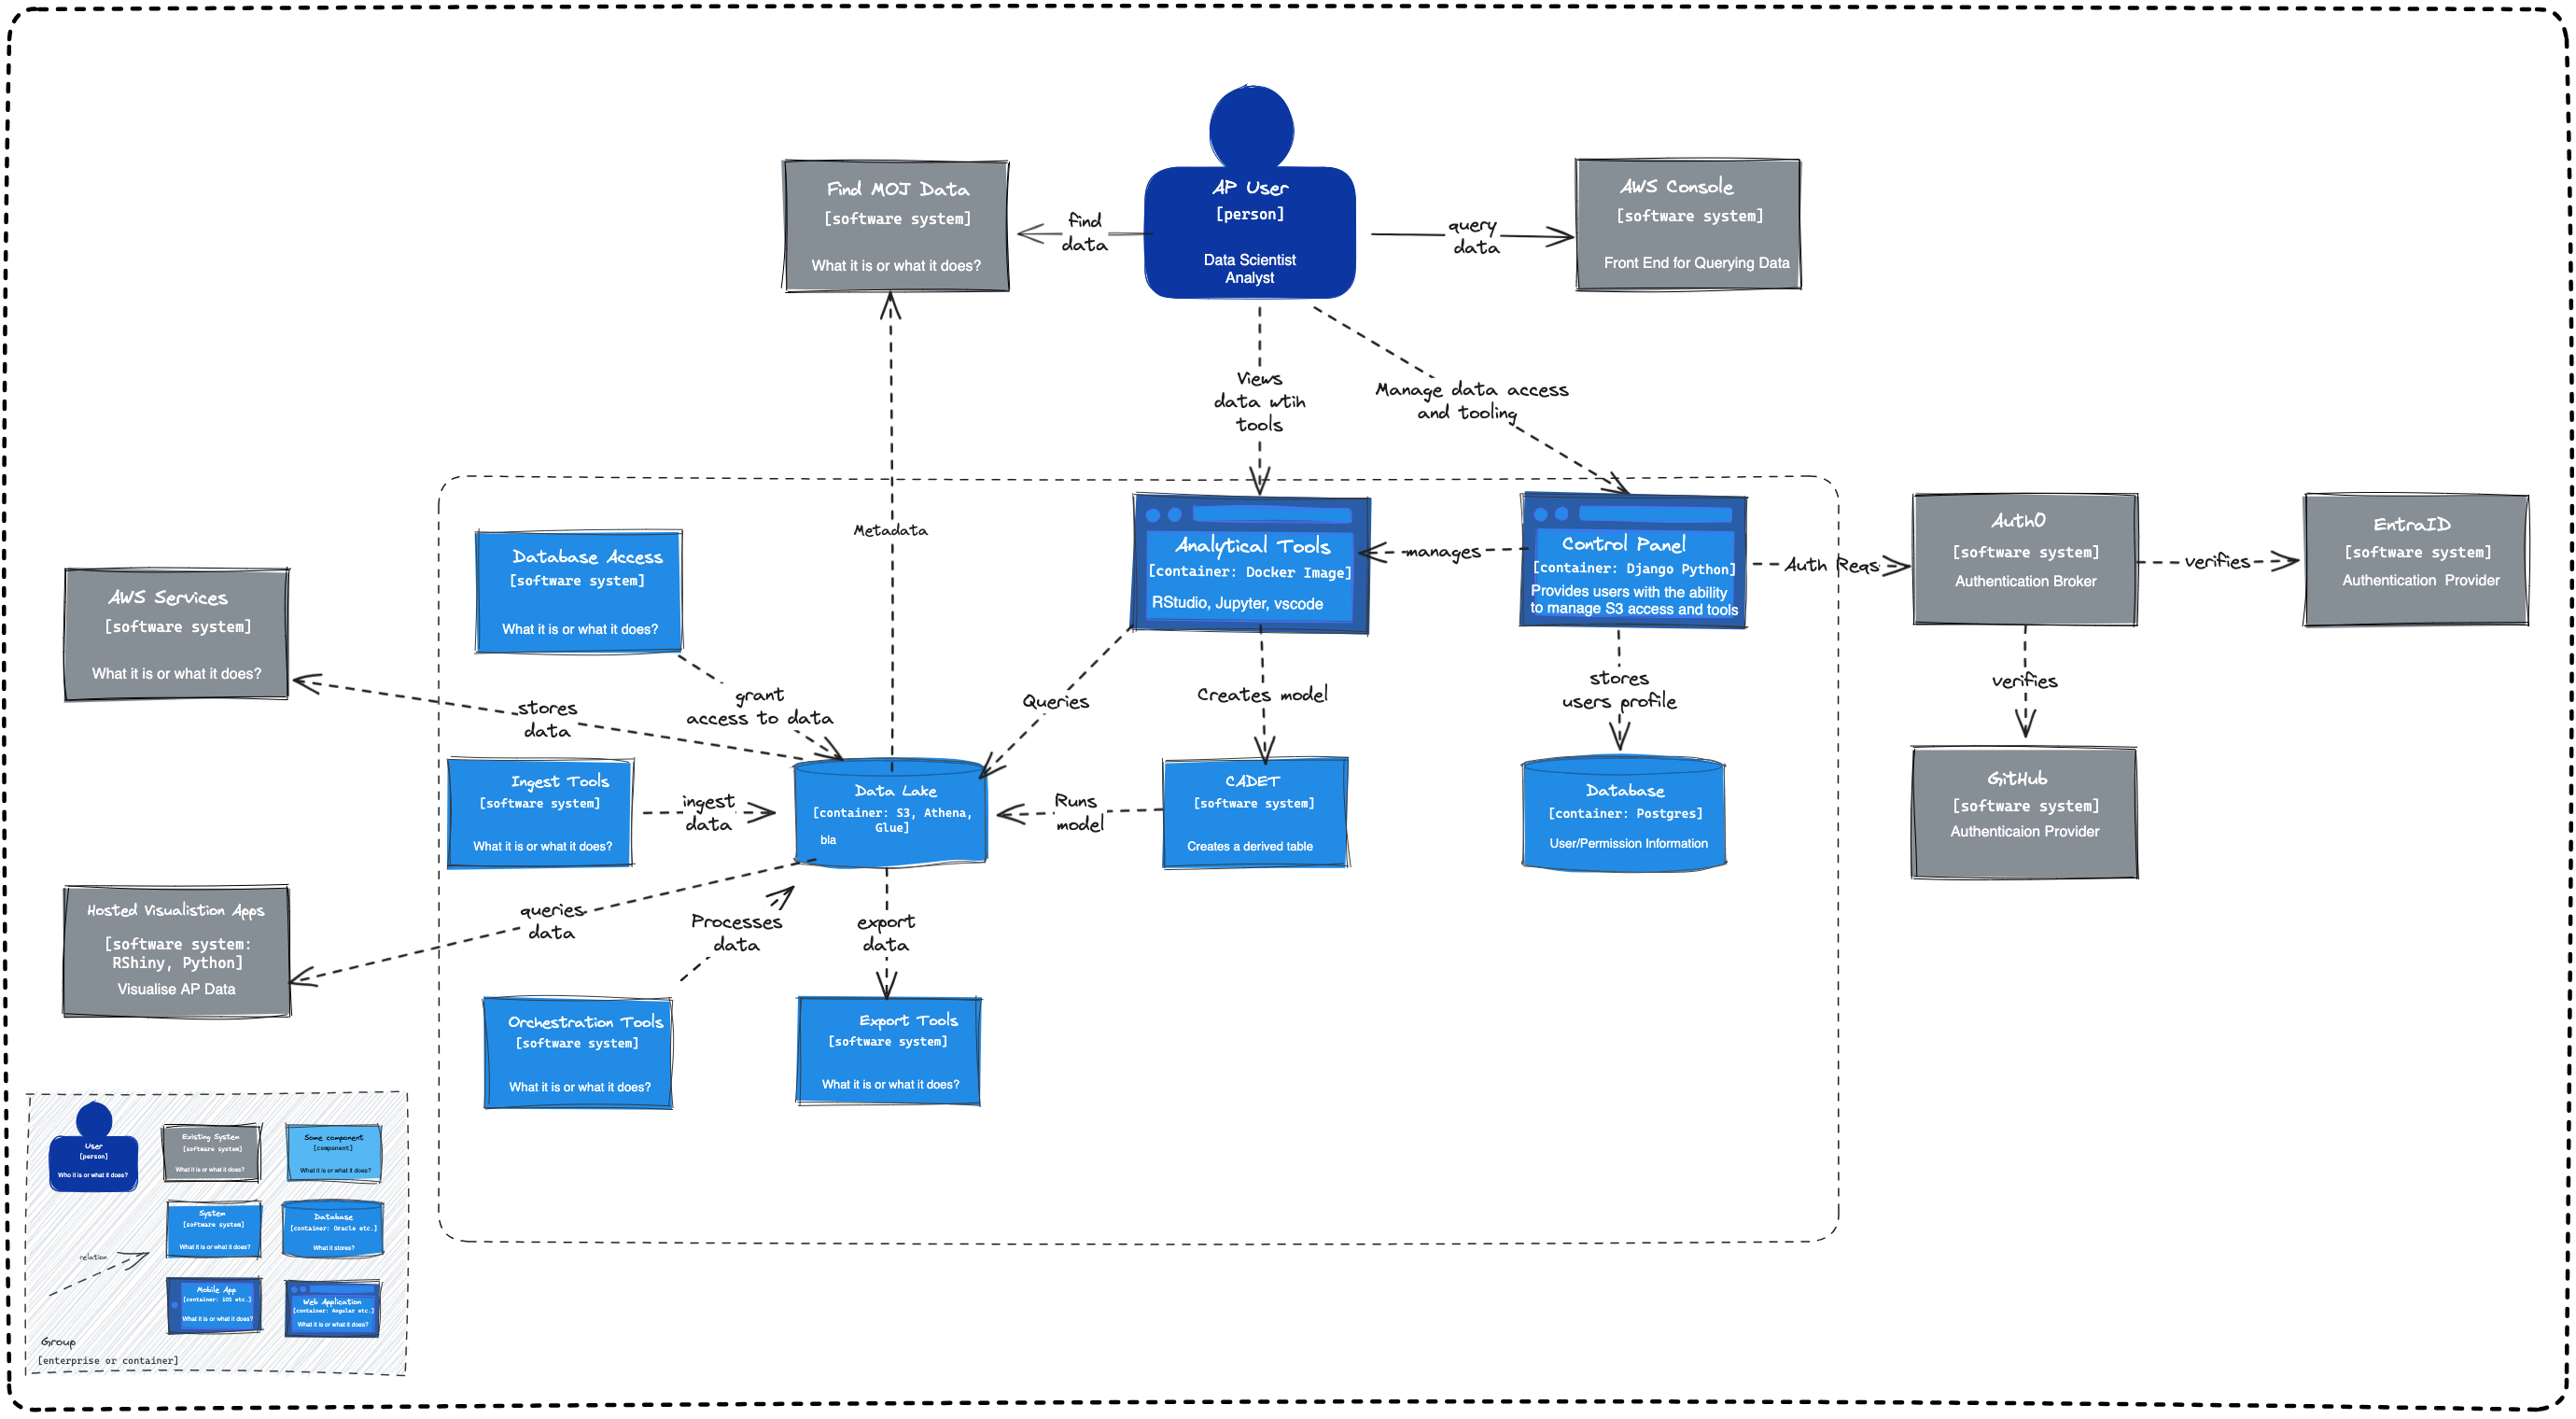 AP User
[person]
Data Scientist
Analyst
Find MOJ Data
[software system]
What it is or what it does?
find
data
query
data
AWS Console
[software system]
Front End for Querying Data
Views
data wtih
tools
Manage data access
and tooling
Metadata
Database Access
[software system]
What it is or what it does?
Analytical Tools
[container: Docker Image]
RStudio, Jupyter, vscode
manages
Control Panel
[container: Django Python]
Provides users with the ability
to manage S3 access and tools
Auth Reqs
Auth0
[software system]
Authentication Broker
verifies
EntraID
[software system]
Authentication Provider
AWS Services
[software system]
What it is or what it does?
stores
data
grant
access to data
Queries
Creates model
stores
users profile
verifies
Ingest Tools
[software system]
What it is or what it does?
ingest
data
Data Lake
[container: S3, Athena,
Glue]
bla
Runs
model
CADET
[software system]
Creates a derived table
Database
[container: Postgres]
User/Permission Information
GitHub
[software system]
Authenticaion Provider
Hosted Visualistion Apps
[software system:
RShiny, Python]
Visualise AP Data
queries
data
Processes
data
export
data
Orchestration Tools
[software system]
What it is or what it does?
Export Tools
[software system]
What it is or what it does?
User
[person]
Who it is or what it does?
Existing System
[software system]
What it is or what it does?
Some component
[component]
What it is or what it does?
System
[software system]
What it is or what it does?
Database
[container: Oracle etc.]
What it stores?
relation
Mobile App
[container: iOS etc.]
What it is or what it does?
Web Application
[container: Angular etc.]
What it is or what it does?
Group
[enterprise or container]